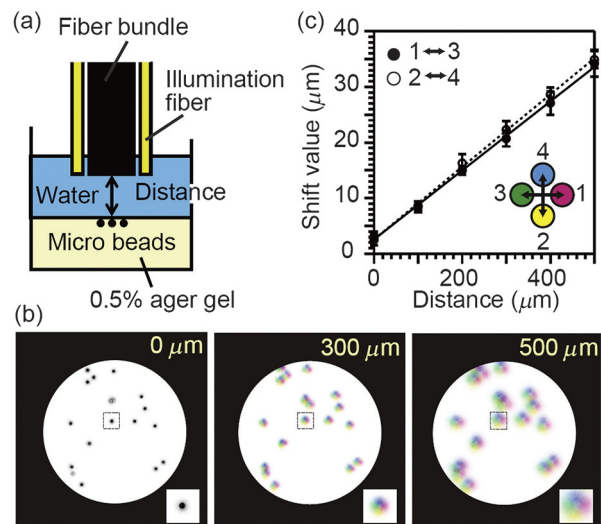 (a)
Fiber bundle
Illumination
fiber
Water
Distance
Micro beads
0.5% ager gel
(c)
Shift value (μm)
40
30
20
10
0
1 ↔ 3
2 ↔ 4
4
3
1
2
0
200
400
Distance (μm)
(b)
0 μm
300 μm
500 μm